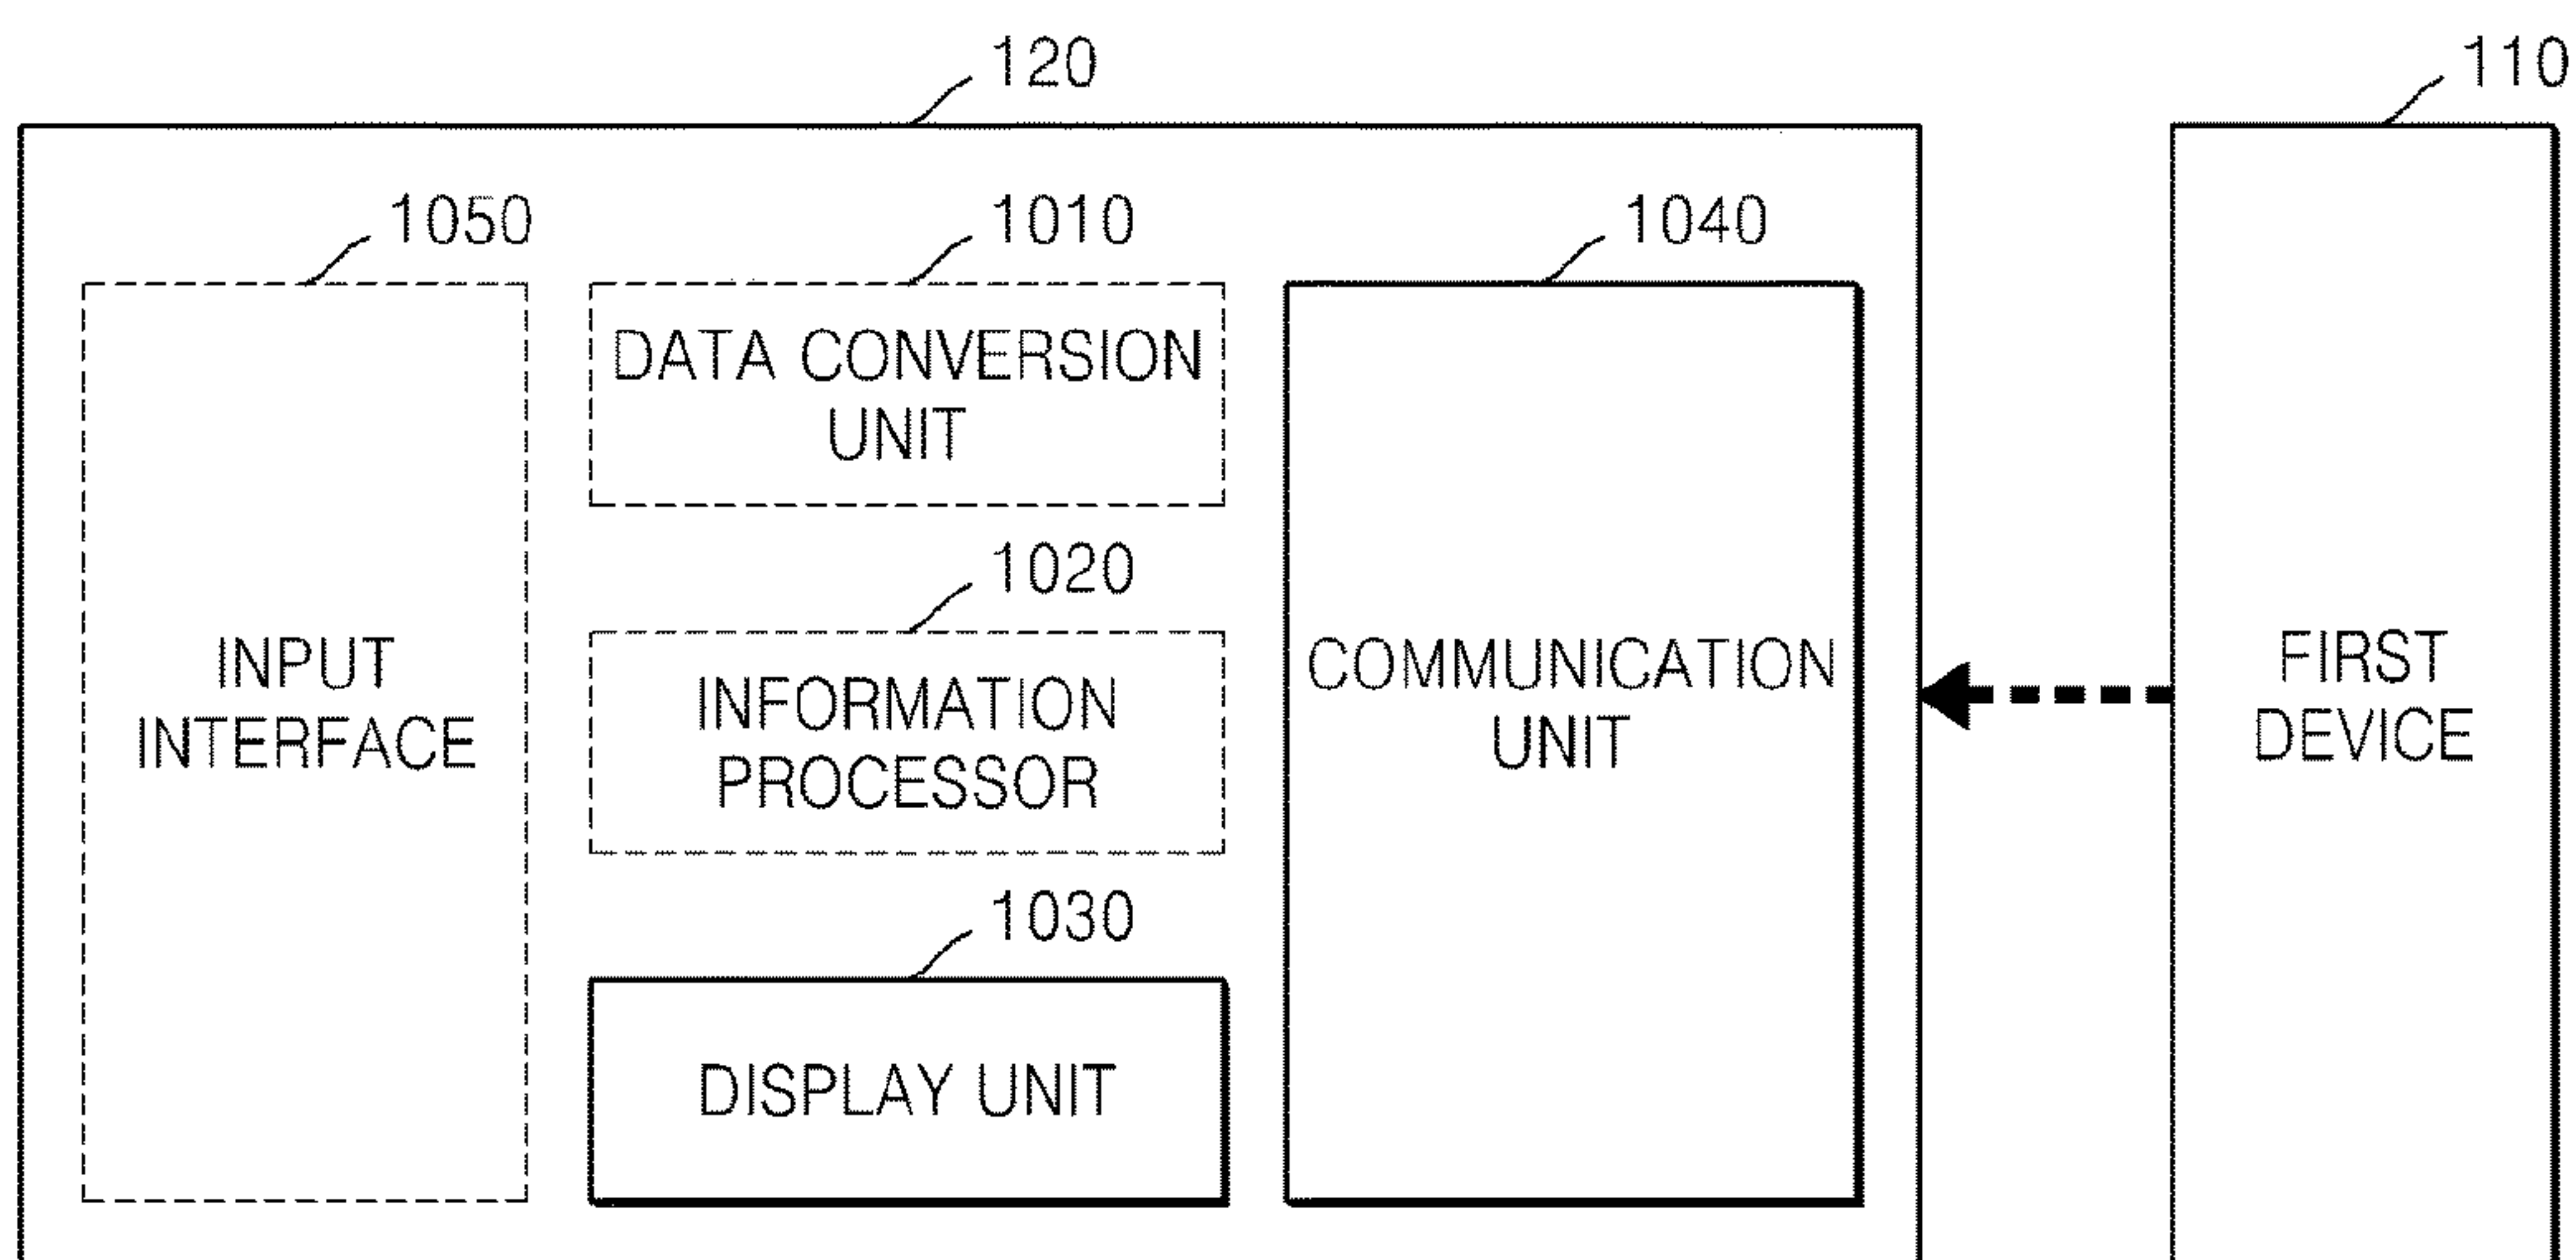 120
110
1050
1010
1040
DATA CONVERSION
UNIT
1020
INPUT
INTERFACE
INFORMATION
PROCESSOR
COMMUNICATION
UNIT
FIRST
DEVICE
1030
DISPLAY UNIT